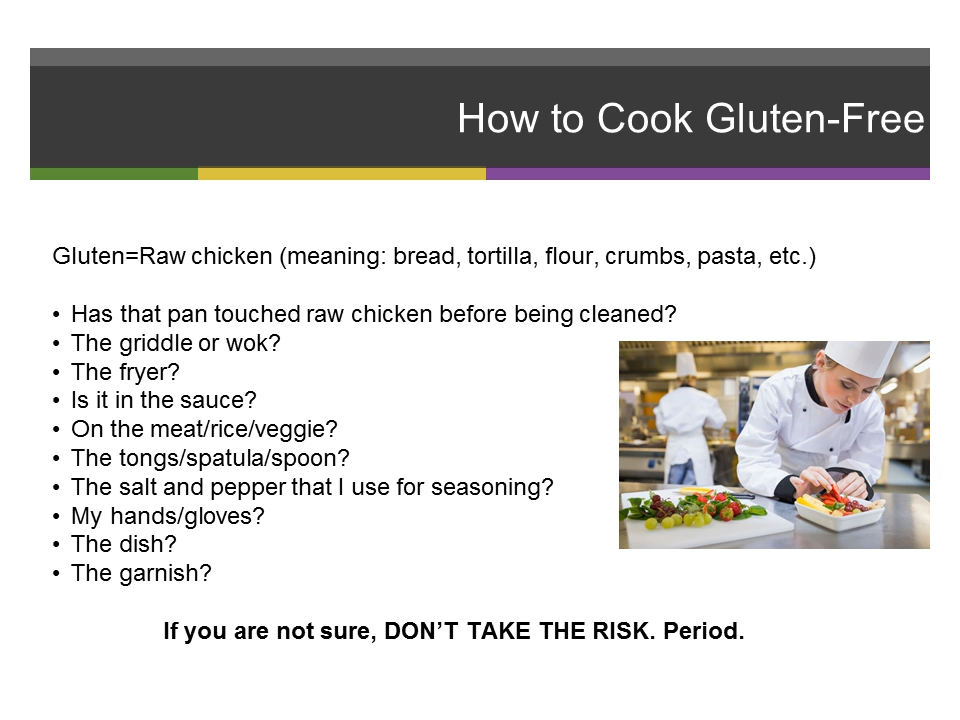 How to Cook Gluten-Free
Gluten=Raw chicken (meaning: bread, tortilla, flour, crumbs, pasta, etc.)
• Has that pan touched raw chicken before being cleaned?
• The griddle or wok?
• The fryer?
• Is it in the sauce?
• On the meat/rice/veggie?
• The tongs/spatula/spoon?
• The salt and pepper that I use for seasoning?
• My hands/gloves?
• The dish?
• The garnish?
If you are not sure, DON’T TAKE THE RISK. Period.